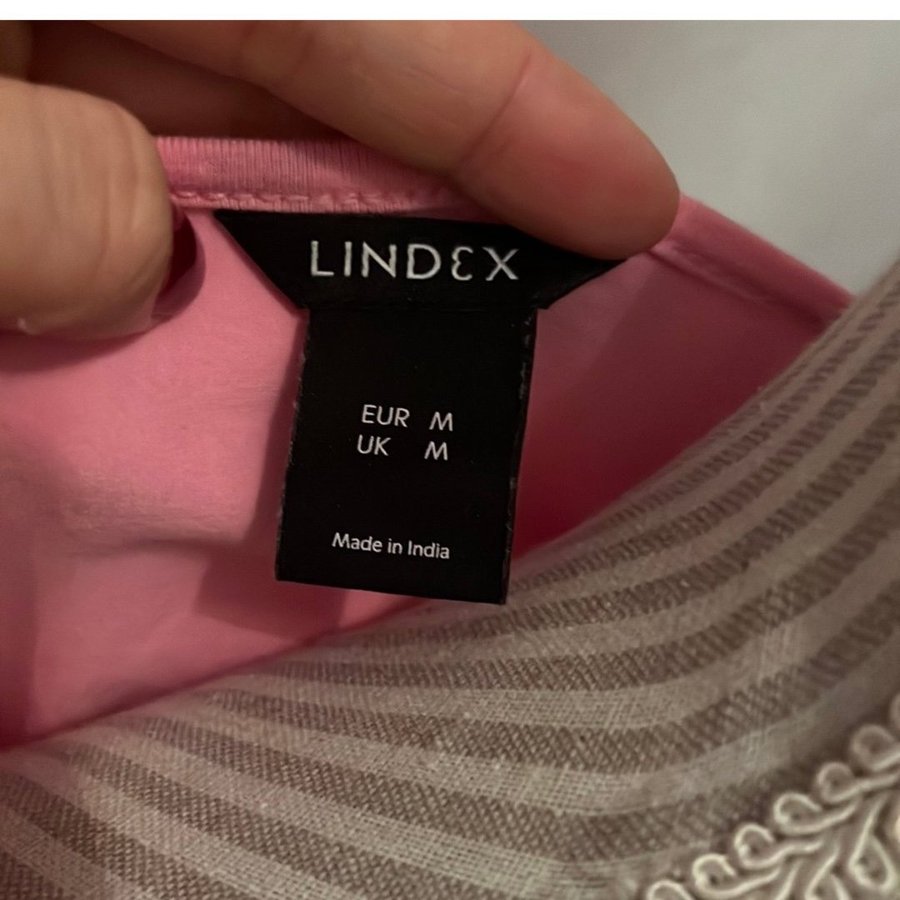 LINDEX
EUR M
UK M
Made in India